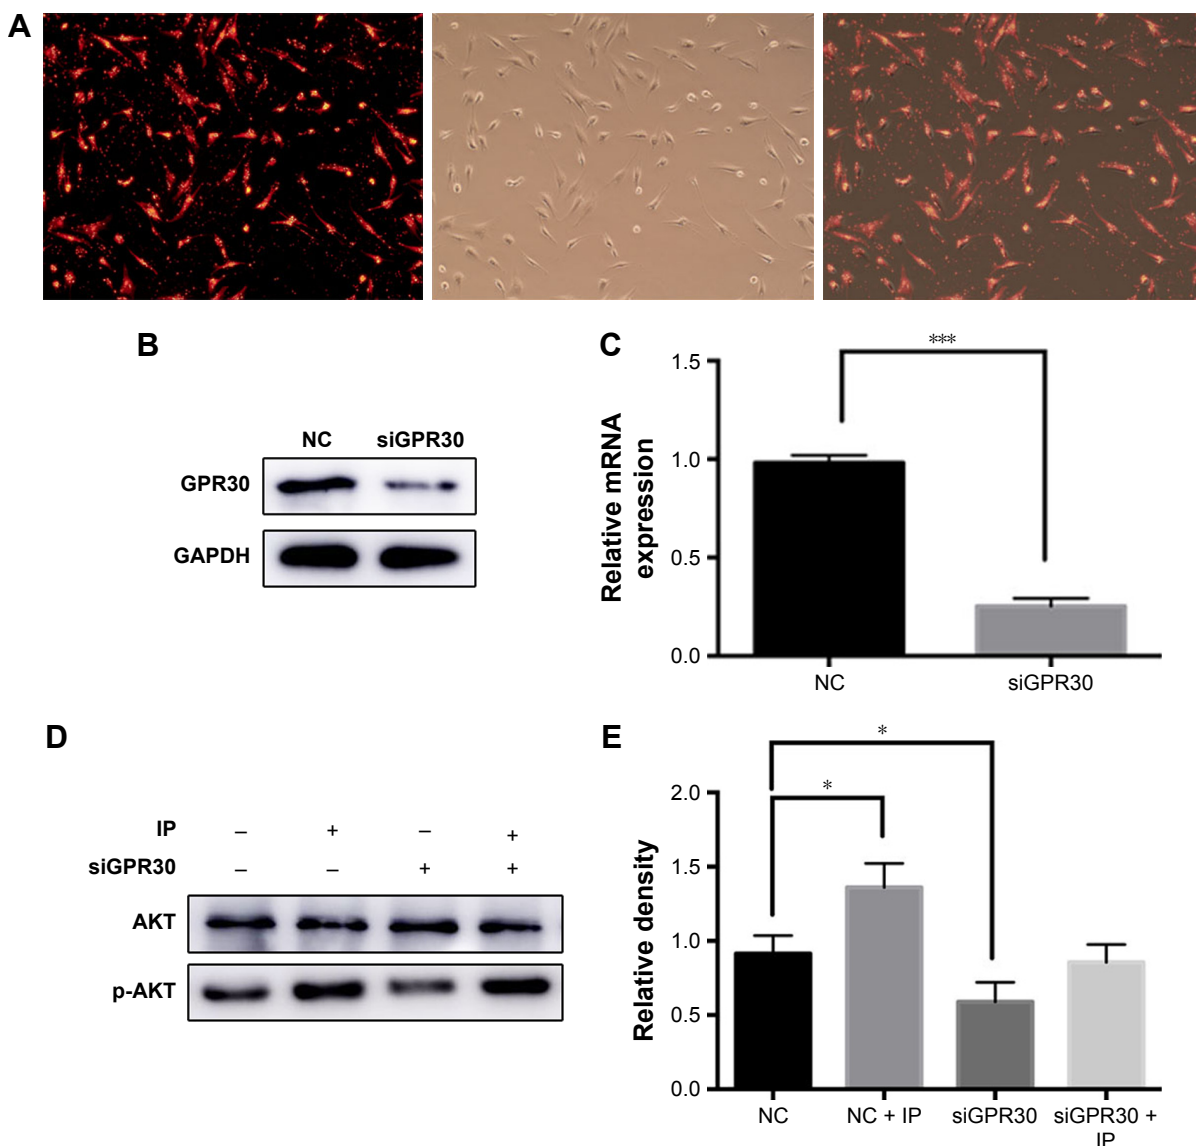 A
B
NC siGPR30
GPR30
GAPDH
C
***
1.5
1.0
0.5
0.0
Relative mRNA
expression
NC siGPR30
D
IP – + – +
siGPR30 – – + +
AKT
p-AKT
E
*
*
2.0
1.5
1.0
0.5
0.0
Relative density
NC NC + IP siGPR30 siGPR30 +
IP